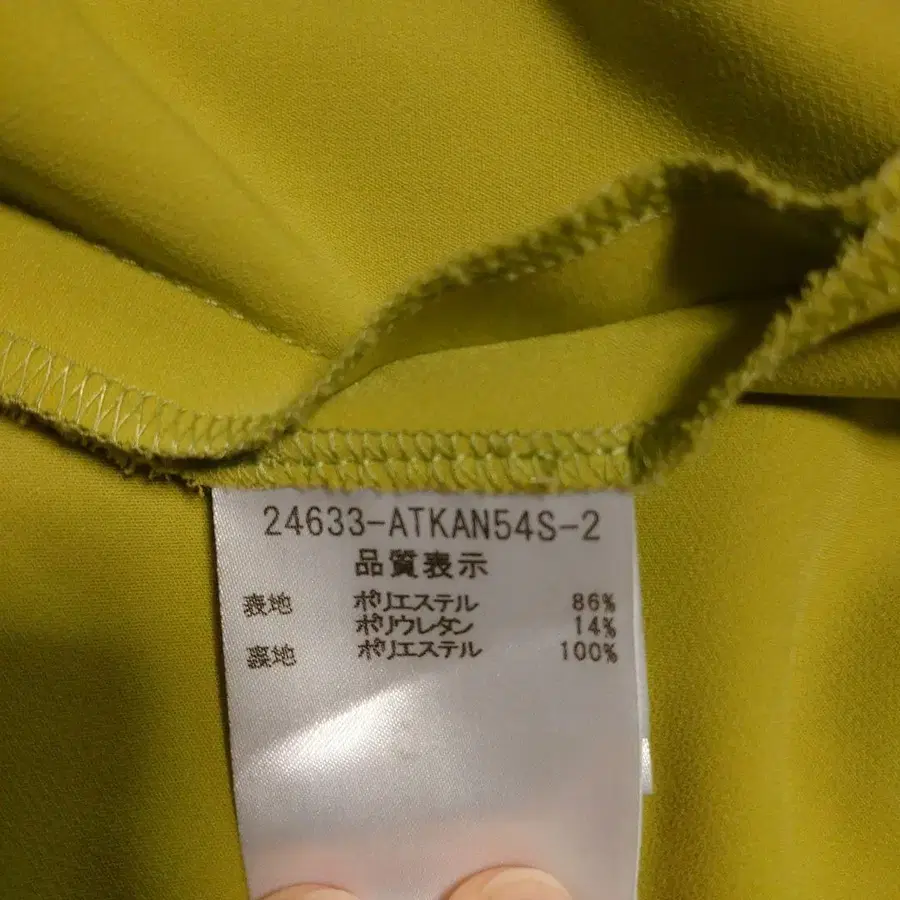 24633-ATKAN54S-2
品質表示
表地 ポリエステル 86%
ポリウレタン 14%
裏地 ポリエステル 100%